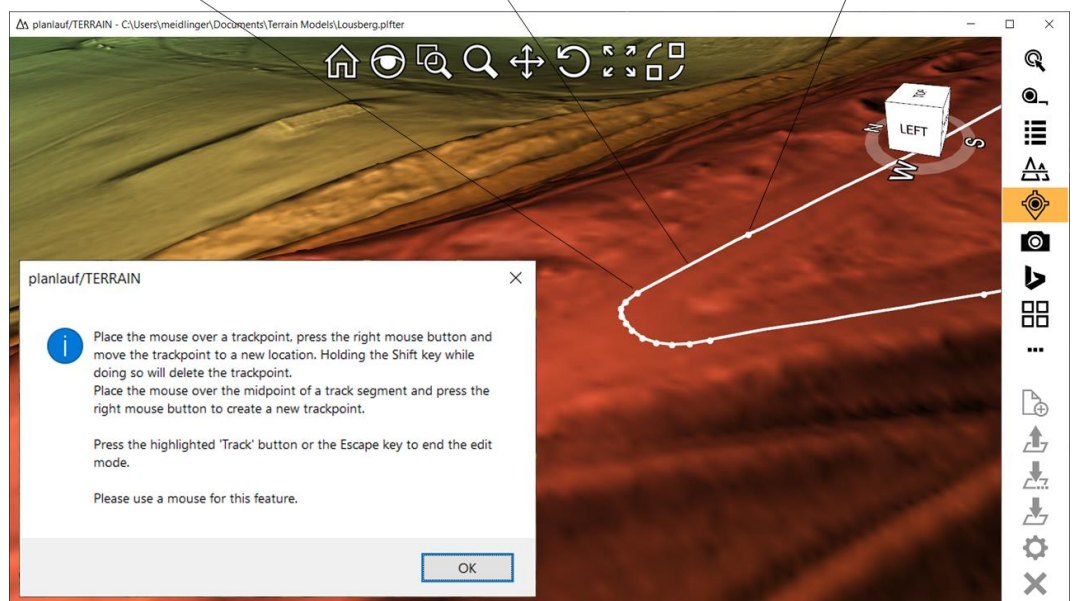 planlauf/TERRAIN - C:\Users\meidlinger\Documents\Terrain Models\Lousberg.plfter
TOP
LEFT
N
S
W
planlauf/TERRAIN
Place the mouse over a trackpoint, press the right mouse button and
move the trackpoint to a new location. Holding the Shift key while
doing so will delete the trackpoint.
Place the mouse over the midpoint of a track segment and press the
right mouse button to create a new trackpoint.
Press the highlighted 'Track' button or the Escape key to end the edit
mode.
Please use a mouse for this feature.
OK